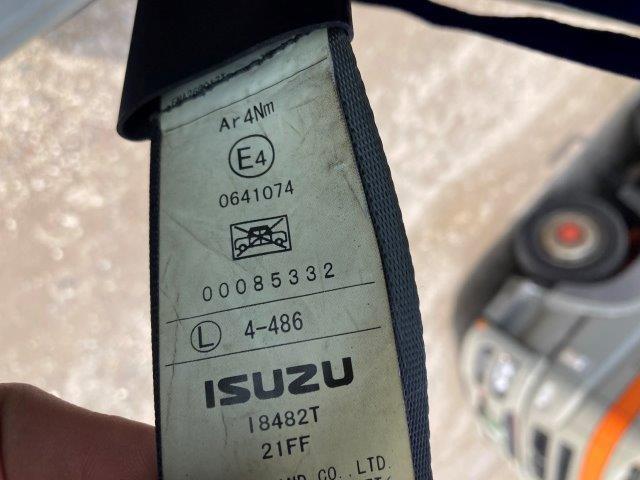 Ar4Nm
E4
0641074
00085332
L 4-486
ISUZU
18482T
21FF
CO.,LTD.